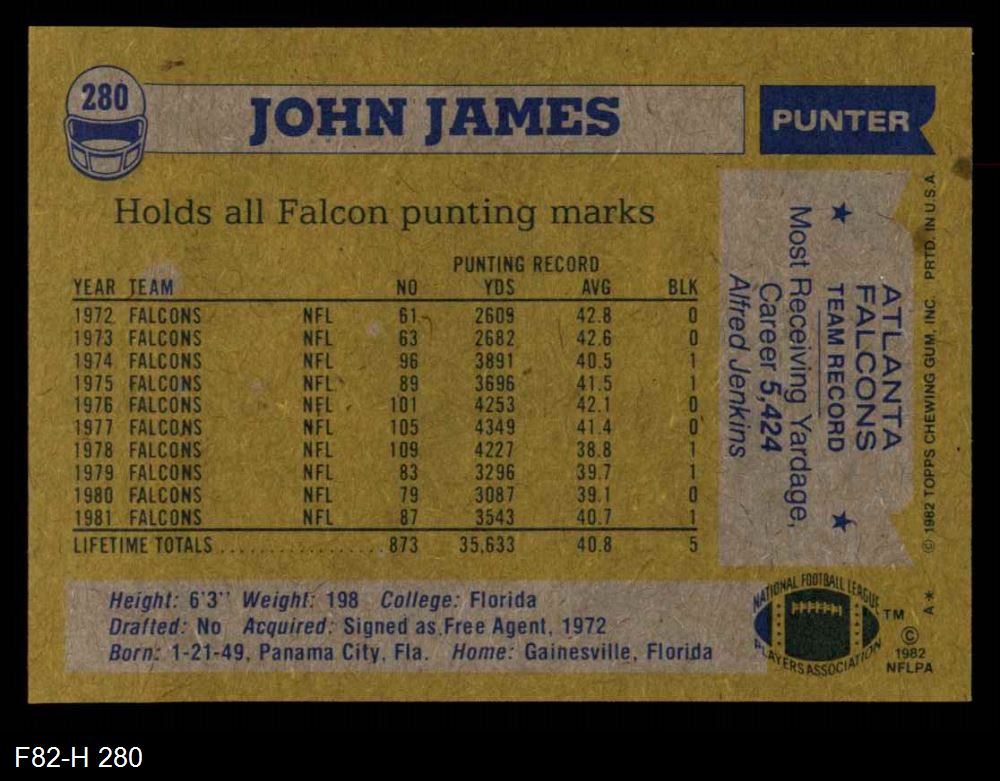 280
JOHN JAMES
PUNTER
Holds all Falcon punting marks
PUNTING RECORD
YEAR TEAM NO YDS AVG BLK
1972 FALCONS NFL 61 2609 42.8 0
1973 FALCONS NFL 63 2682 42.6 0
1974 FALCONS NFL 96 3891 40.5 1
1975 FALCONS NFL 89 3696 41.5 1
1976 FALCONS NFL 101 4253 42.1 0
1977 FALCONS NFL 105 4349 41.4 0
1978 FALCONS NFL 109 4227 38.8 1
1979 FALCONS NFL 83 3296 39.7 1
1980 FALCONS NFL 79 3087 39.1 0
1981 FALCONS NFL 87 3543 40.7 1
LIFETIME TOTALS .................... 873 35,633 40.8 5
Height: 6'3" Weight: 198 College: Florida
Drafted: No Acquired: Signed as Free Agent, 1972
Born: 1-21-49, Panama City, Fla. Home: Gainesville, Florida
ATLANTA
FALCONS
★ TEAM RECORD ★
Most Receiving Yardage,
Career 5,424
Alfred Jenkins
© 1982 TOPPS CHEWING GUM, INC. PRTD. IN U.S.A.
A*
NATIONAL FOOTBALL LEAGUE
PLAYERS ASSOCIATION
TM
©
1982
NFLPA
F82-H 280